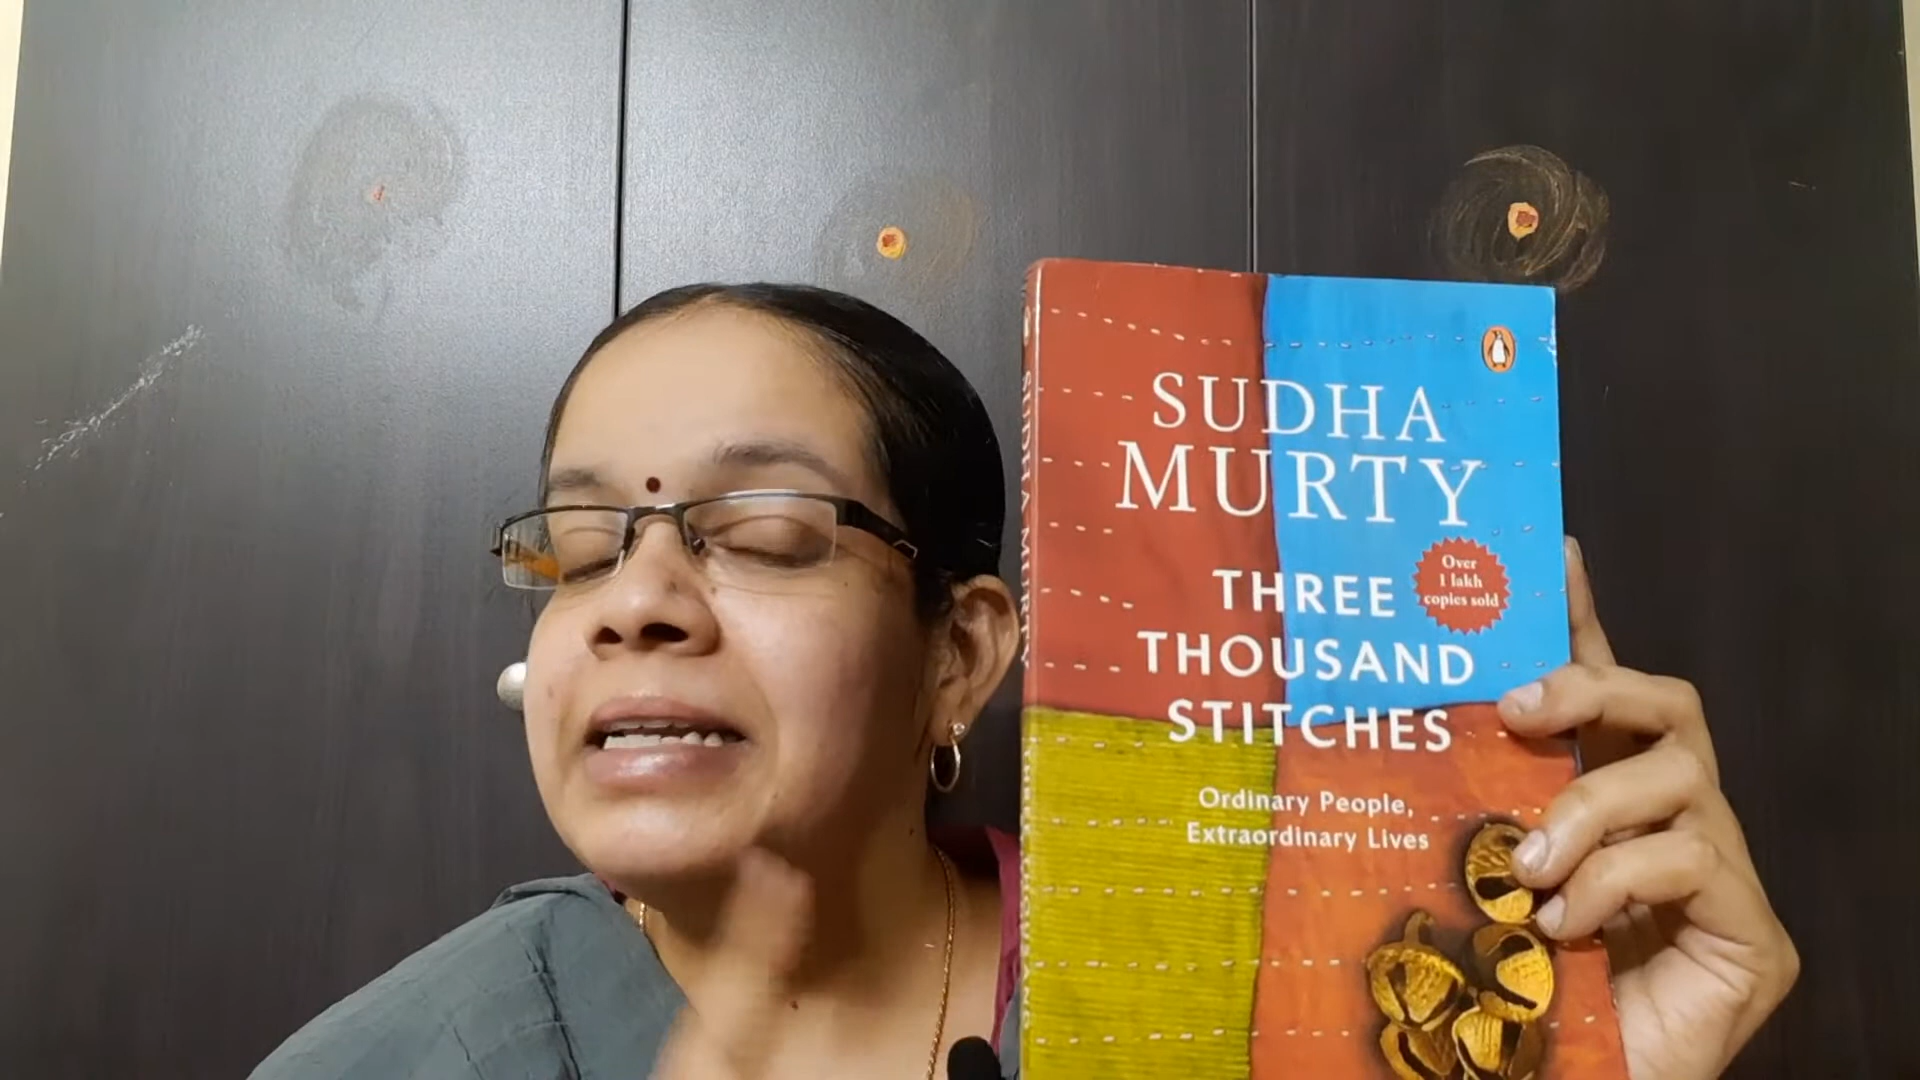 SUDHA
MURTY
THREE
THOUSAND
STITCHES
Over
1 lakh
copies sold
Ordinary People,
Extraordinary Lives
SUDHA MURTY